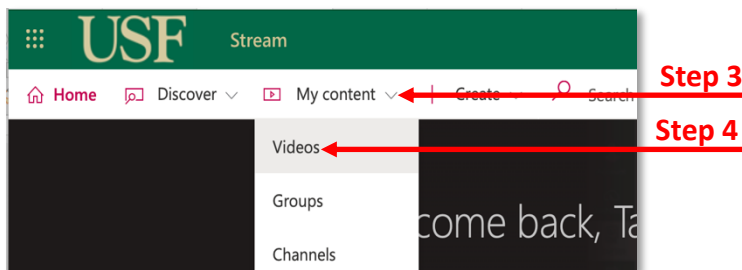 USF Stream
Home Discover My content Create Search Step 3
Videos Step 4
Groups
come back, Ta
Channels